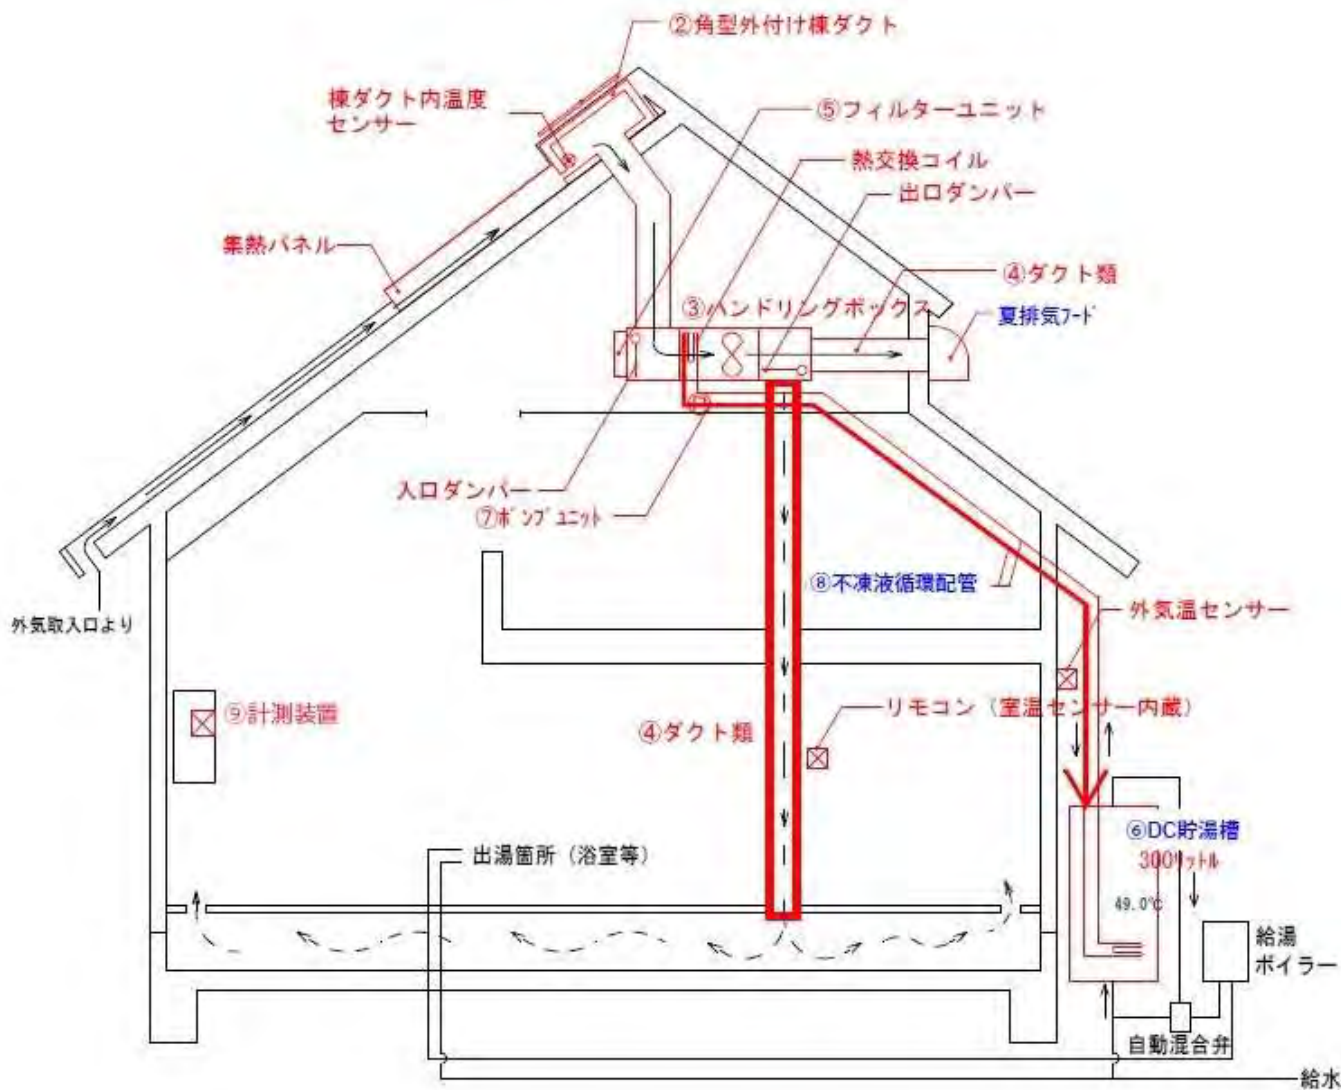 ②角型外付け棟ダクト
棟ダクト内温度
センサー
⑤フィルターユニット
熱交換コイル
出口ダンパー
集熱パネル
④ダクト類
③ハンドリングボックス
夏排気フード
入口ダンパー
⑦ポンプユニット
⑧不凍液循環配管
外気取入口より
外気温センサー
⑨計測装置
④ダクト類
リモコン（室温センサー内蔵）
⑥DC貯湯槽
300リットル
出湯箇所（浴室等）
49.0℃
給湯
ボイラー
自動混合弁
給水